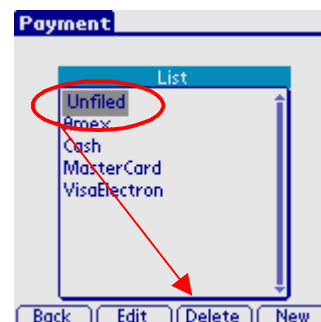 Payment
List
Unfiled
Amex
Cash
MasterCard
VisaElectron
Back Edit Delete New